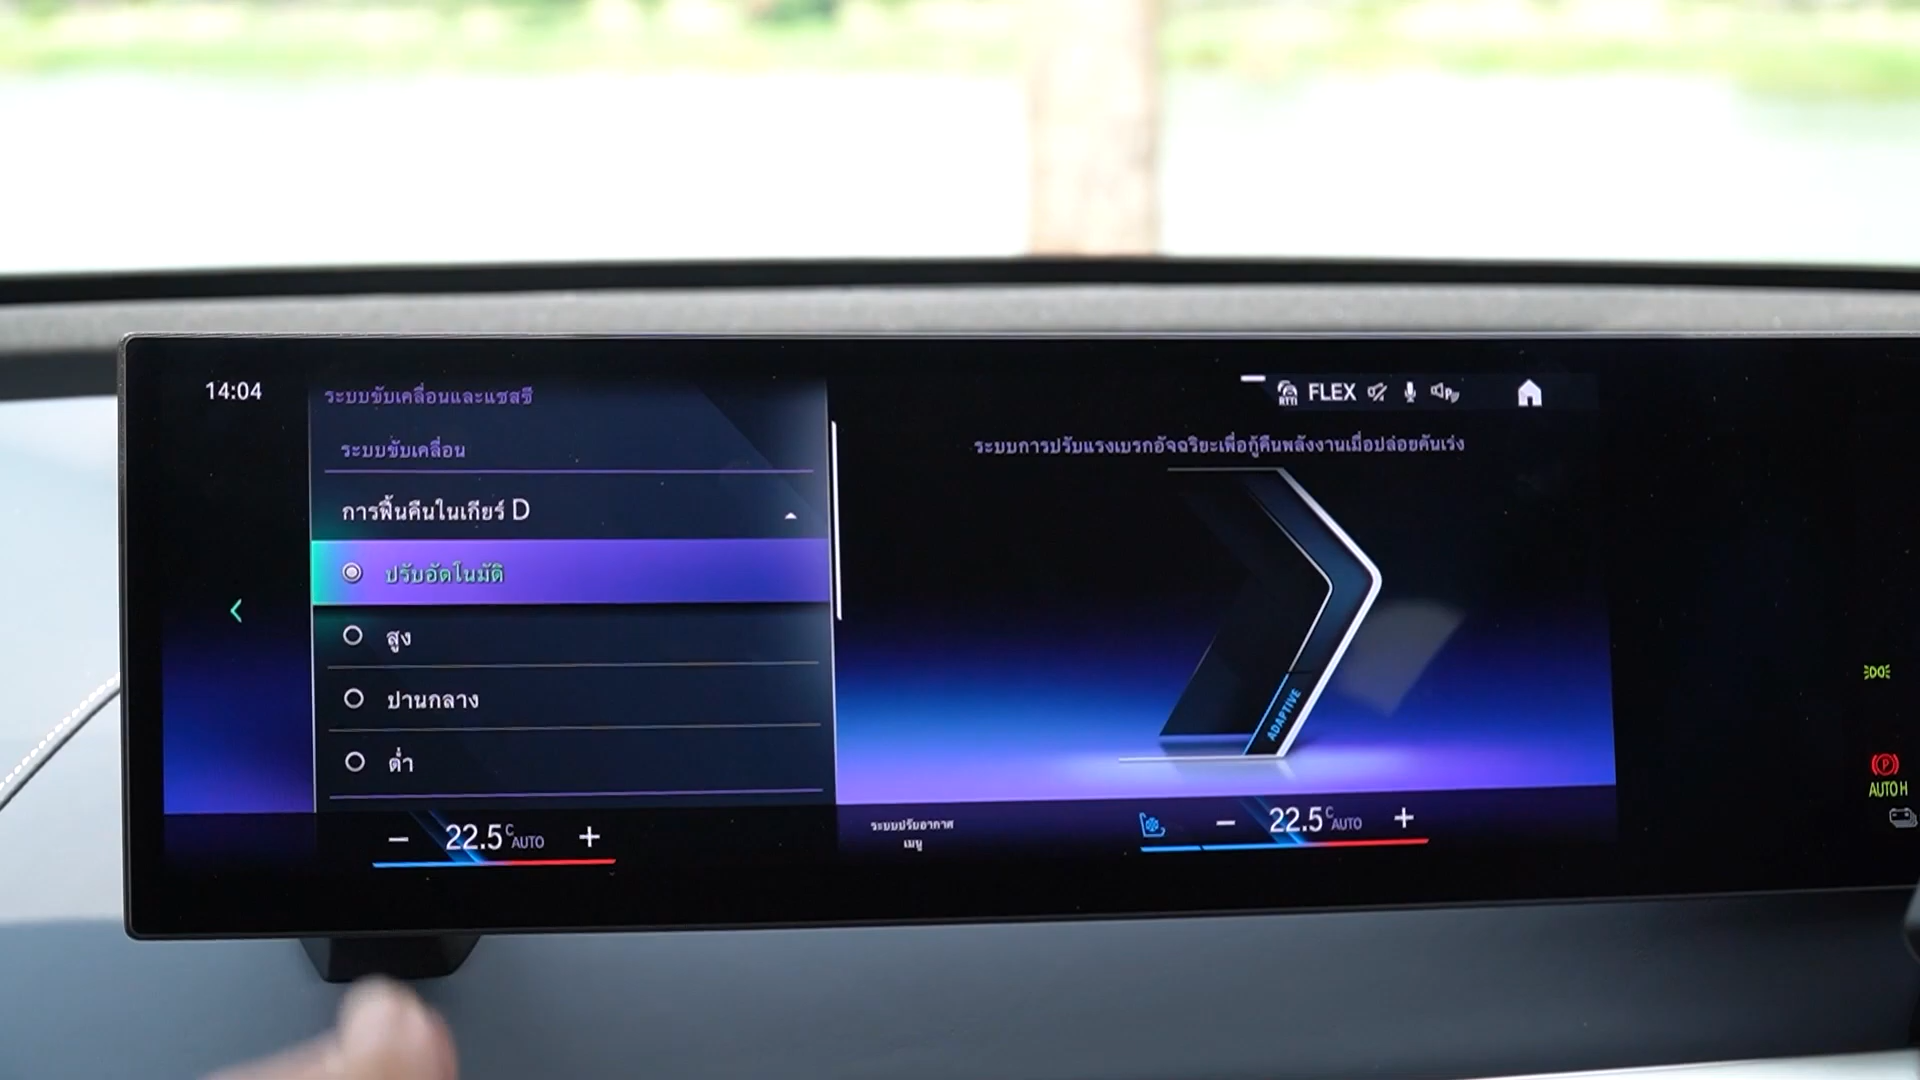 14:04
ระบบขับเคลื่อนและแชสซี
RTTI FLEX
ระบบขับเคลื่อน
ระบบการปรับแรงเบรกอัจฉริยะเพื่อกู้คืนพลังงานเมื่อปล่อยคันเร่ง
การฟื้นคืนในเกียร์ D
ปรับอัตโนมัติ
สูง
ปานกลาง
ต่ำ
ADAPTIVE
AUTO H
− 22.5°C AUTO +
ระบบปรับอากาศ
เมนู
− 22.5°C AUTO +